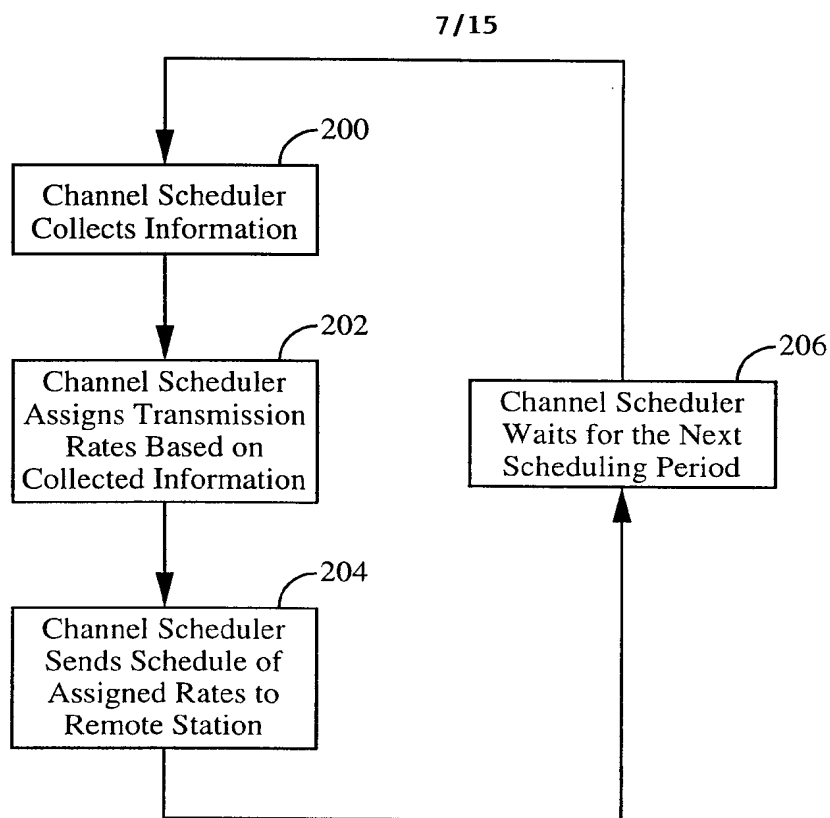 7/15
200
Channel Scheduler
Collects Information
202
Channel Scheduler
Assigns Transmission
Rates Based on
Collected Information
206
Channel Scheduler
Waits for the Next
Scheduling Period
204
Channel Scheduler
Sends Schedule of
Assigned Rates to
Remote Station